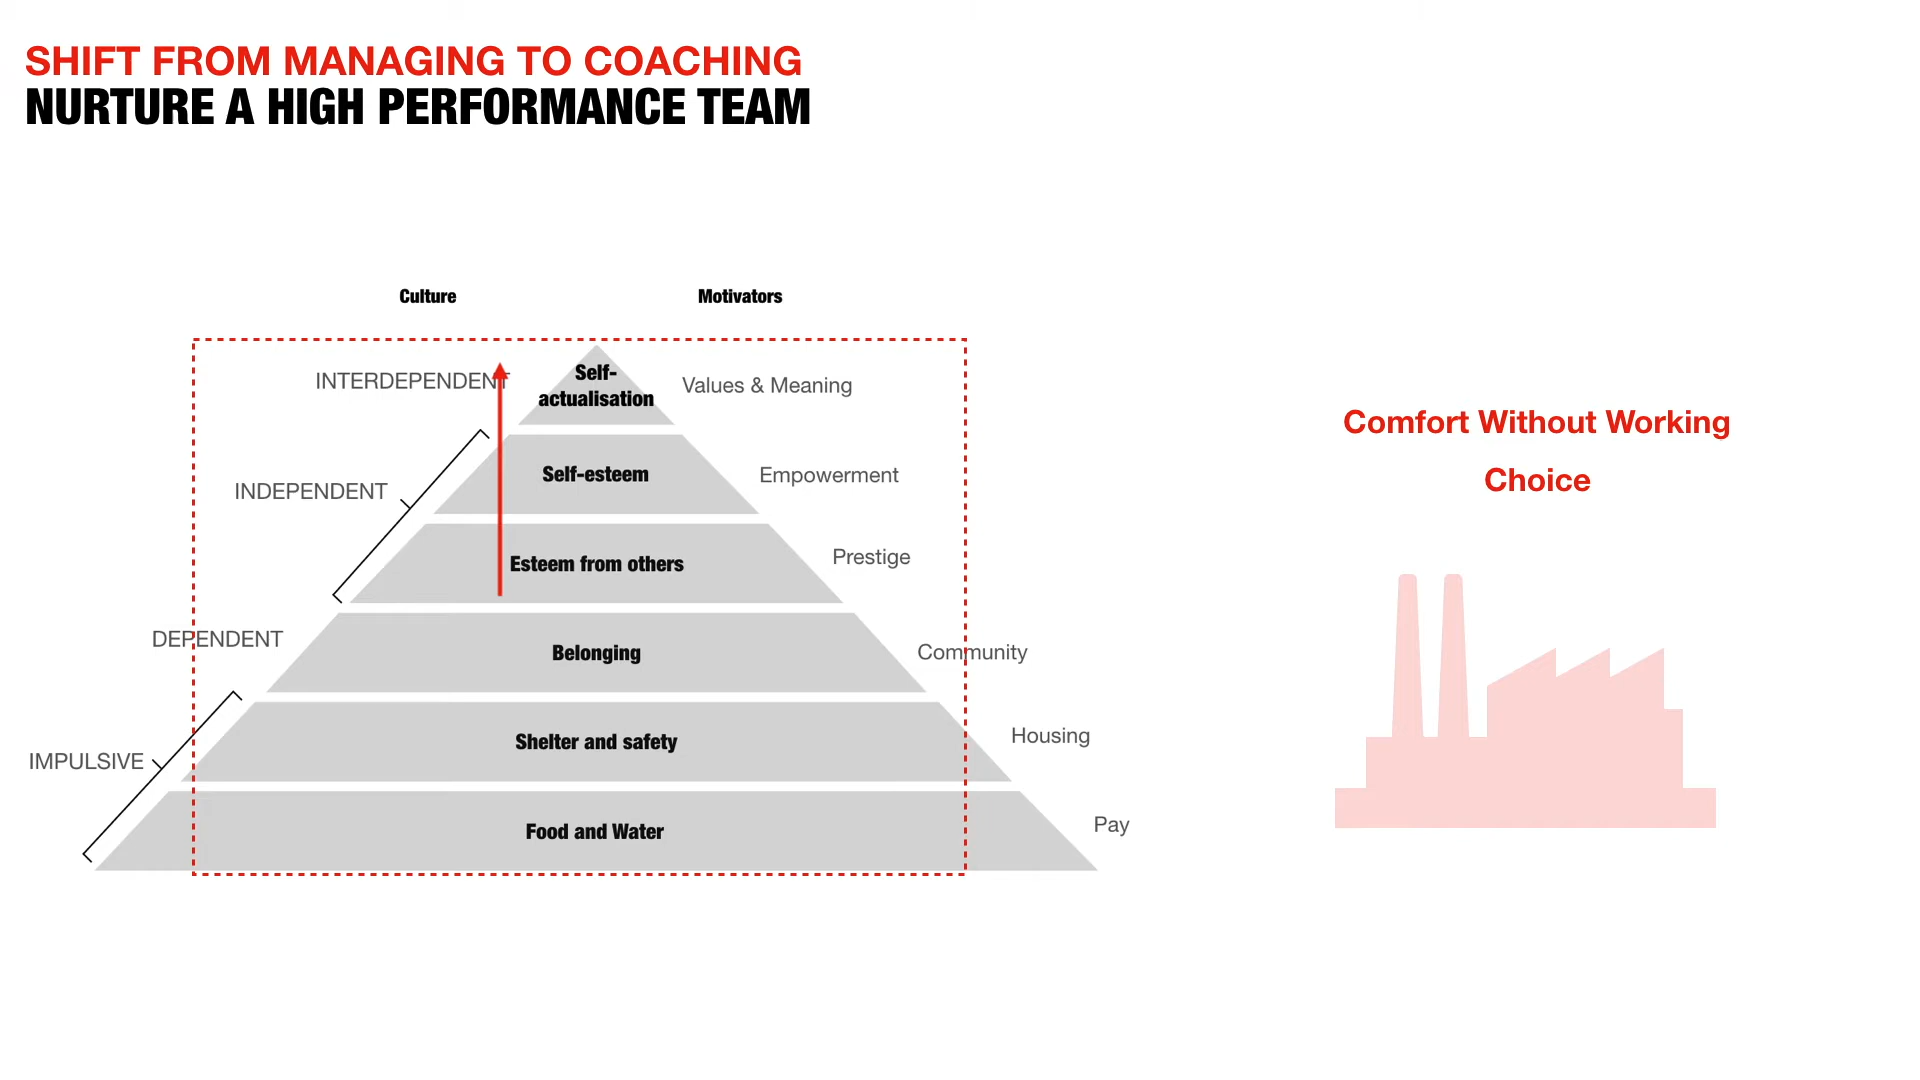 SHIFT FROM MANAGING TO COACHING
NURTURE A HIGH PERFORMANCE TEAM
Culture
Motivators
INTERDEPENDENT
Self-
actualisation
Values & Meaning
INDEPENDENT
Self-esteem
Empowerment
Esteem from others
Prestige
DEPENDENT
Belonging
Community
Shelter and safety
Housing
IMPULSIVE
Food and Water
Pay
Comfort Without Working
Choice